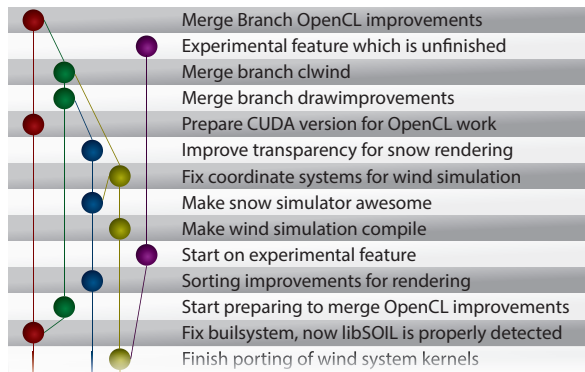 Merge Branch OpenCL improvements
Experimental feature which is unfinished
Merge branch clwind
Merge branch drawimprovements
Prepare CUDA version for OpenCL work
Improve transparency for snow rendering
Fix coordinate systems for wind simulation
Make snow simulator awesome
Make wind simulation compile
Start on experimental feature
Sorting improvements for rendering
Start preparing to merge OpenCL improvements
Fix builsystem, now libSOIL is properly detected
Finish porting of wind system kernels